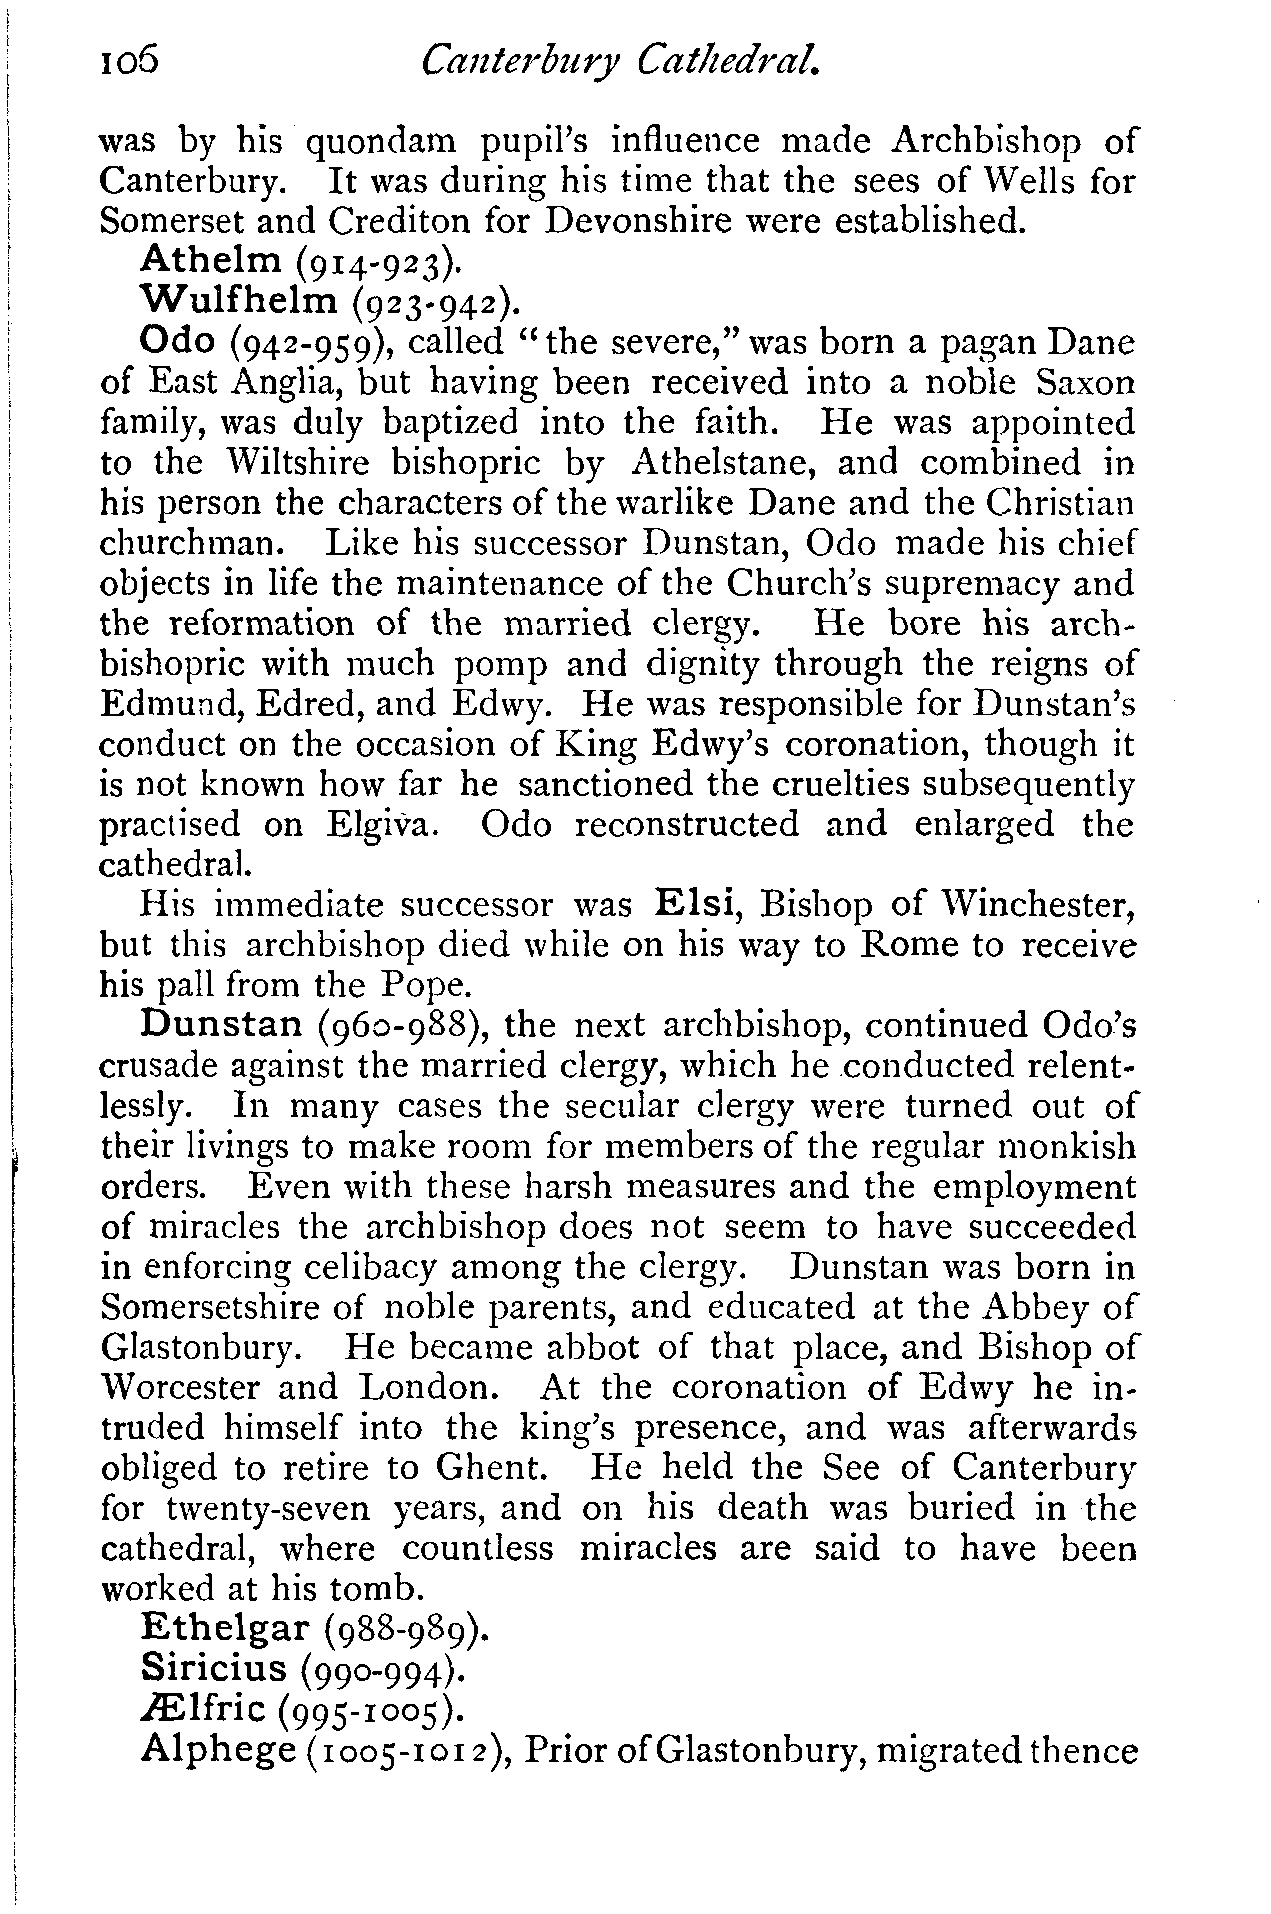 106 Canterbury Cathedral.
was by his quondam pupil's influence made Archbishop of
Canterbury. It was during his time that the sees of Wells for
Somerset and Crediton for Devonshire were established.
Athelm (914-923).
Wulfhelm (923-942).
Odo (942-959), called "the severe," was born a pagan Dane
of East Anglia, but having been received into a noble Saxon
family, was duly baptized into the faith. He was appointed
to the Wiltshire bishopric by Athelstane, and combined in
his person the characters of the warlike Dane and the Christian
churchman. Like his successor Dunstan, Odo made his chief
objects in life the maintenance of the Church's supremacy and
the reformation of the married clergy. He bore his arch-
bishopric with much pomp and dignity through the reigns of
Edmund, Edred, and Edwy. He was responsible for Dunstan's
conduct on the occasion of King Edwy's coronation, though it
is not known how far he sanctioned the cruelties subsequently
practised on Elgiva. Odo reconstructed and enlarged the
cathedral.
His immediate successor was Elsi, Bishop of Winchester,
but this archbishop died while on his way to Rome to receive
his pall from the Pope.
Dunstan (960-988), the next archbishop, continued Odo's
crusade against the married clergy, which he conducted relent-
lessly. In many cases the secular clergy were turned out of
their livings to make room for members of the regular monkish
orders. Even with these harsh measures and the employment
of miracles the archbishop does not seem to have succeeded
in enforcing celibacy among the clergy. Dunstan was born in
Somersetshire of noble parents, and educated at the Abbey of
Glastonbury. He became abbot of that place, and Bishop of
Worcester and London. At the coronation of Edwy he in-
truded himself into the king's presence, and was afterwards
obliged to retire to Ghent. He held the See of Canterbury
for twenty-seven years, and on his death was buried in the
cathedral, where countless miracles are said to have been
worked at his tomb.
Ethelgar (988-989).
Siricius (990-994).
Ælfric (995-1005).
Alphege (1005-1012), Prior of Glastonbury, migrated thence